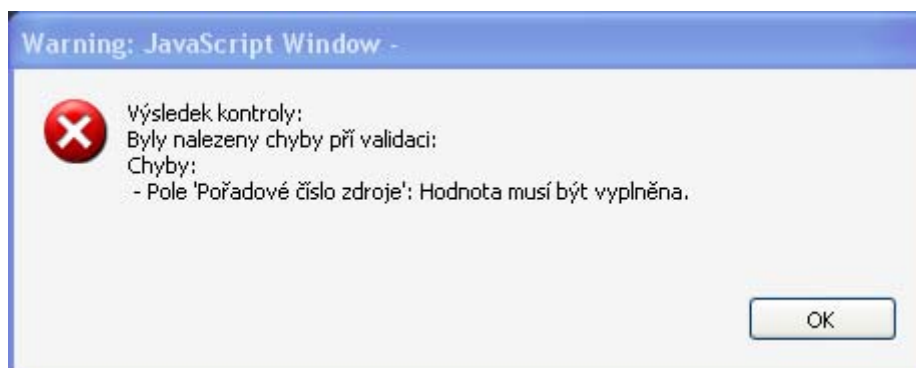 Warning: JavaScript Window -
Výsledek kontroly:
Byly nalezeny chyby při validaci:
Chyby:
- Pole 'Pořadové číslo zdroje': Hodnota musí být vyplněna.
OK